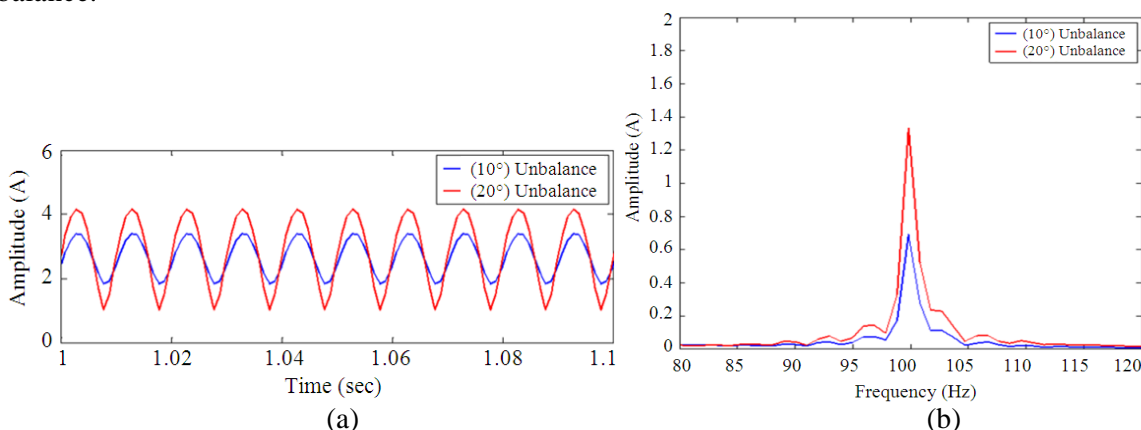 balance.
(10°) Unbalance
(20°) Unbalance
6
4
2
0
1
1.02
1.04
1.06
1.08
1.1
Amplitude (A)
Time (sec)
(a)
(10°) Unbalance
(20°) Unbalance
2
1.8
1.6
1.4
1.2
1
0.8
0.6
0.4
0.2
0
80
85
90
95
100
105
110
115
120
Amplitude (A)
Frequency (Hz)
(b)